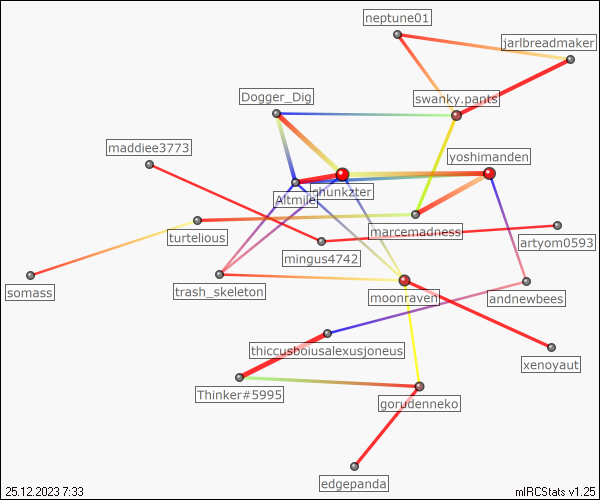 neptune01
jarlbreadmaker
Dogger_Dig
swanky.pants
maddiee3773
yoshimanden
shunkzter
Altmile
marcemadness
turtelious
artyom0593
mingus4742
somass
trash_skeleton
moonraven
andnewbees
thiccusboiusalexusjoneus
xenoyaut
Thinker#5995
gorudenneko
edgepanda
25.12.2023 7:33
mIRCStats v1.25